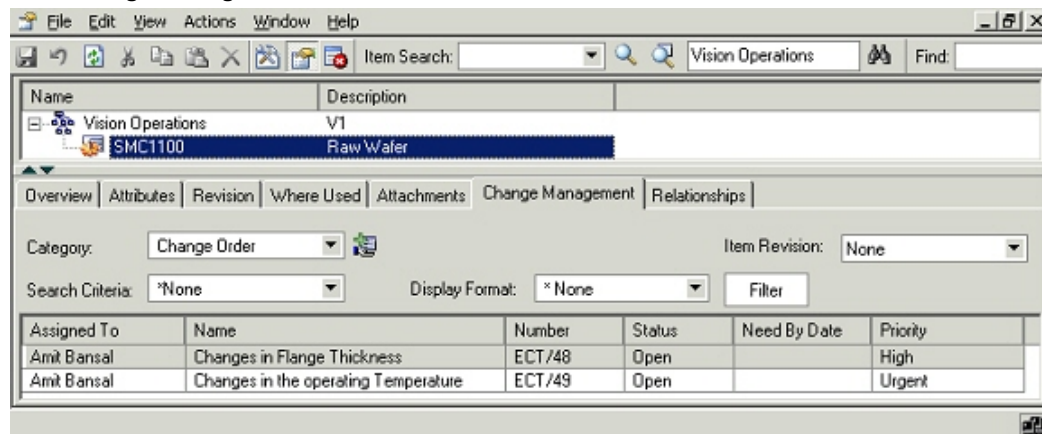 File Edit View Actions Window Help
Item Search: Vision Operations Find:
Name Description
Vision Operations V1
SMC1100 Raw Wafer
Overview Attributes Revision Where Used Attachments Change Management Relationships
Category: Change Order Item Revision: None
Search Criteria: *None Display Format: * None Filter
Assigned To Name Number Status Need By Date Priority
Amit Bansal Changes in Flange Thickness ECT/48 Open High
Amit Bansal Changes in the operating Temperature ECT/49 Open Urgent